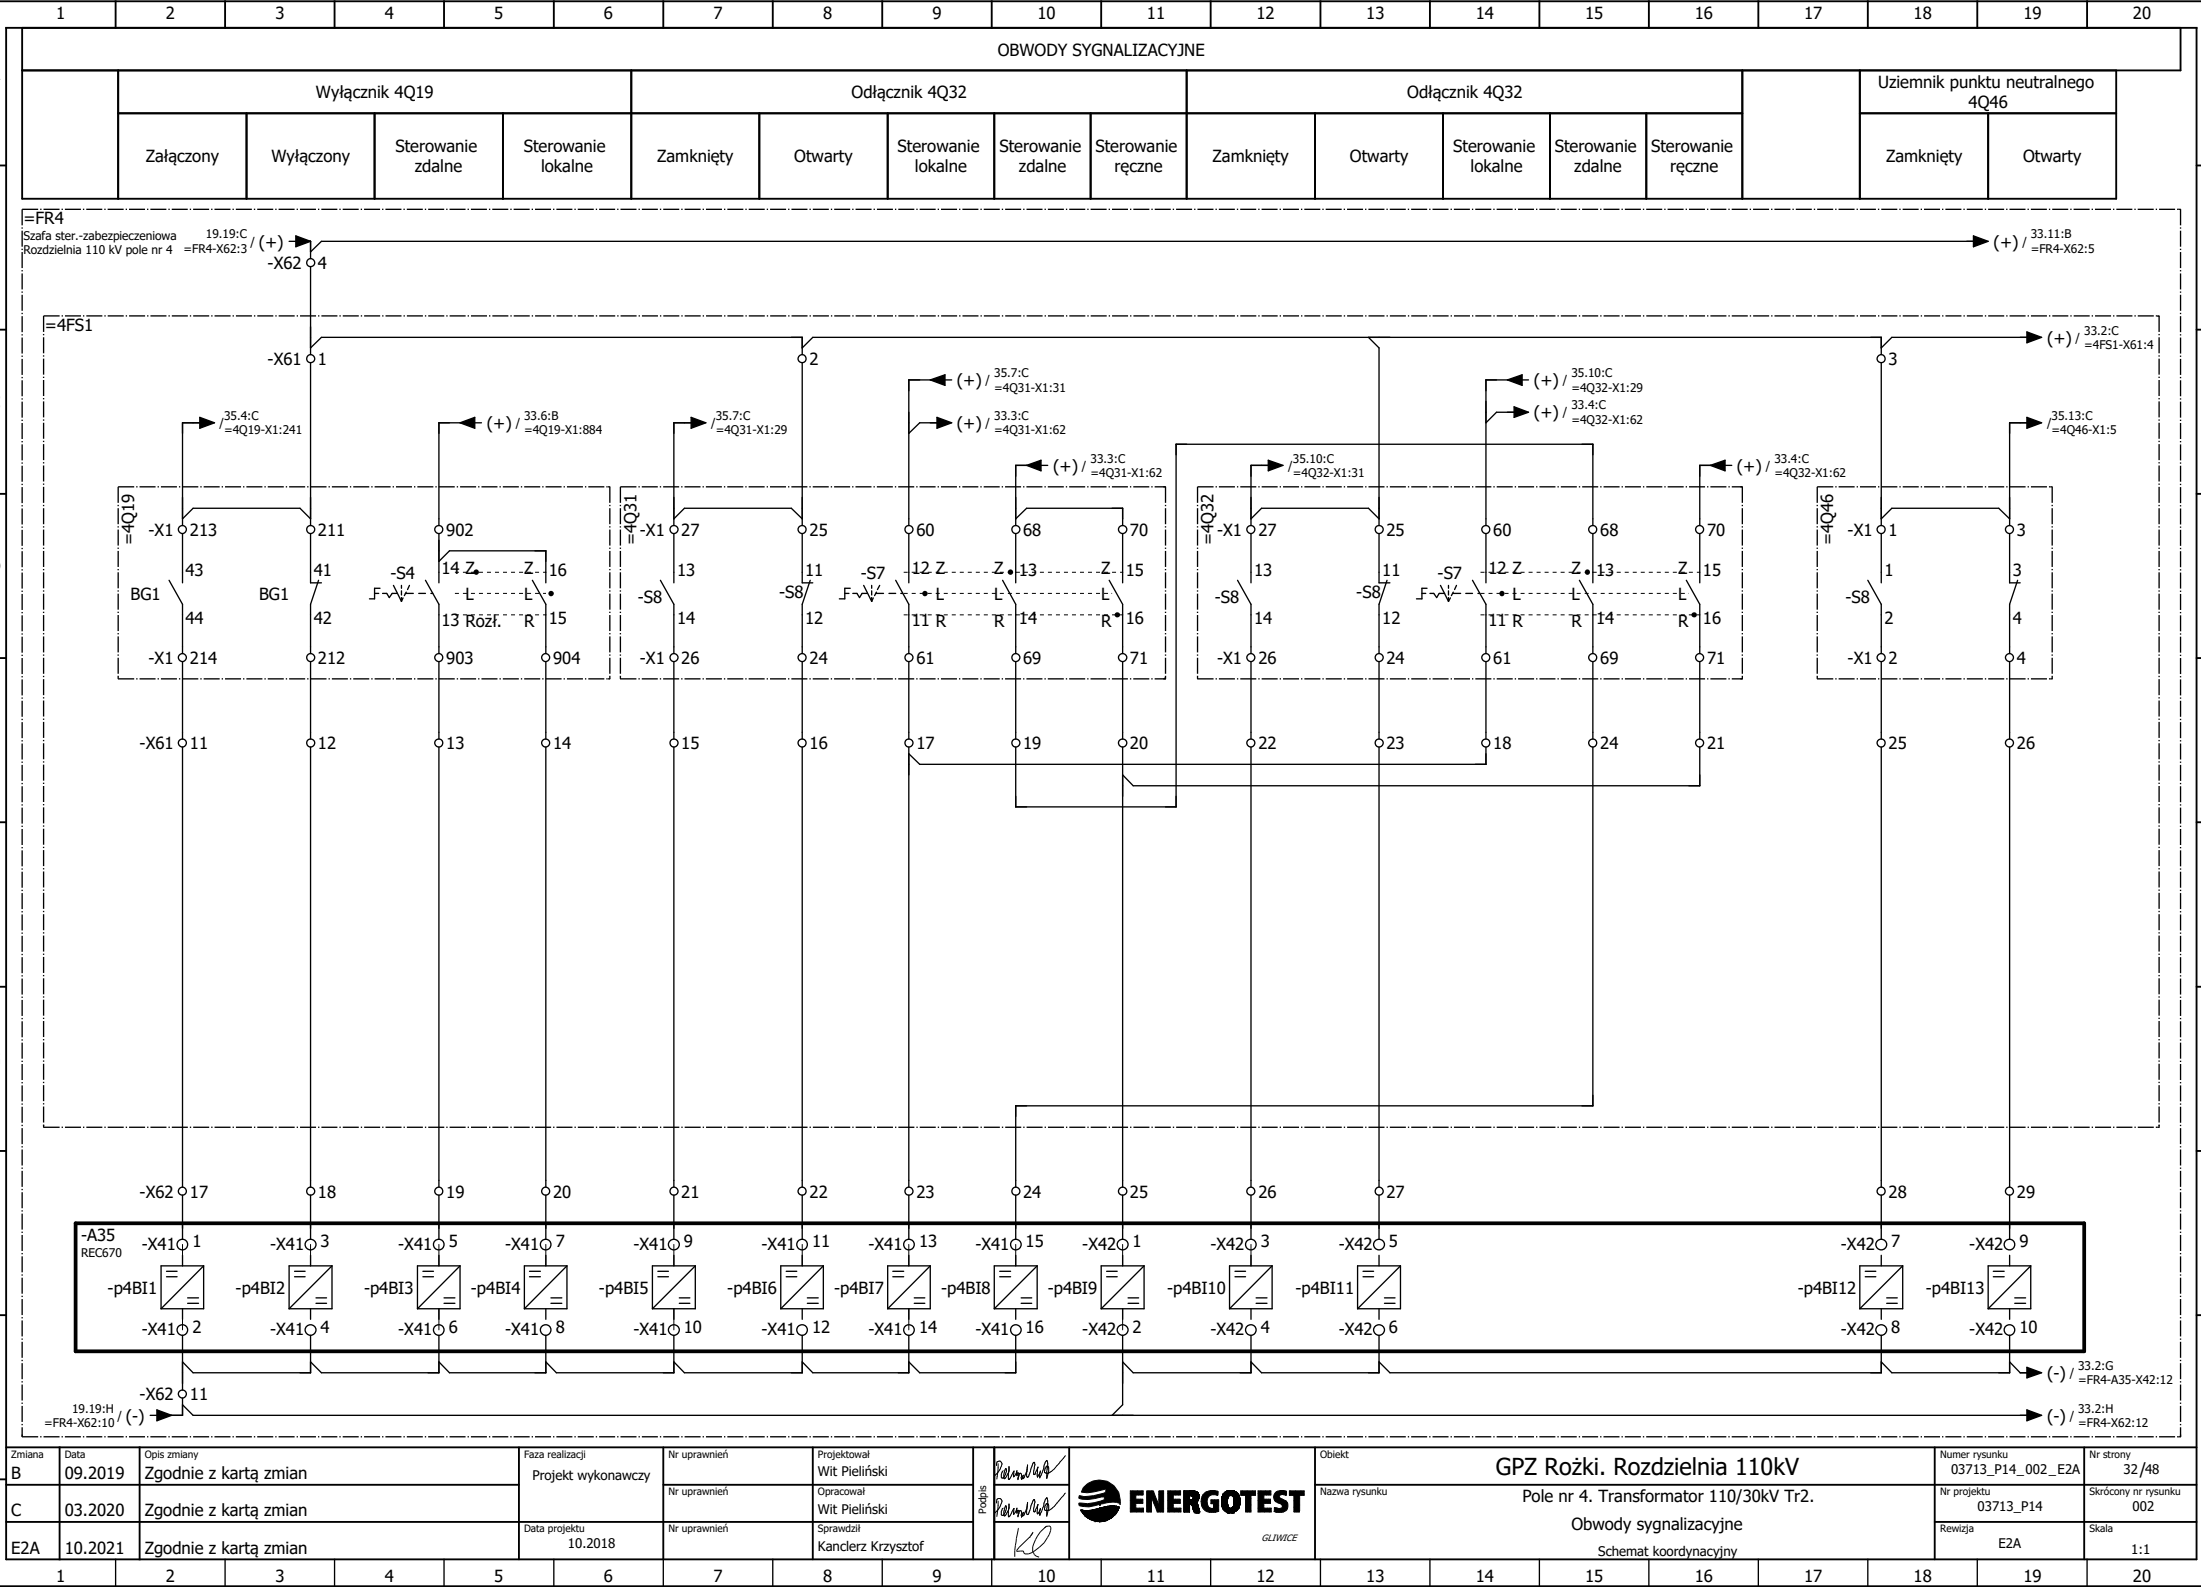 1 2 3 4 5 6 7 8 9 10 11 12 13 14 15 16 17 18 19 20
OBWODY SYGNALIZACYJNE
Wyłącznik 4Q19
Odłącznik 4Q32
Odłącznik 4Q32
Uziemnik punktu neutralnego
4Q46
Załączony
Wyłączony
Sterowanie
zdalne
Sterowanie
lokalne
Zamknięty
Otwarty
Sterowanie
lokalne
Sterowanie
zdalne
Sterowanie
ręczne
Zamknięty
Otwarty
Sterowanie
lokalne
Sterowanie
zdalne
Sterowanie
ręczne
Zamknięty
Otwarty
=FR4
Szafa ster.-zabezpieczeniowa
Rozdzielnia 110 kV pole nr 4
19.19:C
=FR4-X62:3
/ (+)
-X62 4
(+) / 33.11:B
=FR4-X62:5
=4FS1
-X61 1
2
3
(+) / 33.2:C
=4FS1-X61:4
(+) / 35.7:C
=4Q31-X1:31
(+) / 35.10:C
=4Q32-X1:29
/ 35.4:C
=4Q19-X1:241
(+) / 33.6:B
=4Q19-X1:884
/ 35.7:C
=4Q31-X1:29
(+) / 33.3:C
=4Q31-X1:62
(+) / 33.4:C
=4Q32-X1:62
/ 35.13:C
=4Q46-X1:5
(+) / 33.3:C
=4Q31-X1:62
/ 35.10:C
=4Q32-X1:31
(+) / 33.4:C
=4Q32-X1:62
=4Q19
=4Q31
=4Q32
=4Q46
-X1 213 211 902 -X1 27 25 60 68 70 -X1 27 25 60 68 70 -X1 1 3
43 41 14 Z Z 16 13 11 12 Z Z 13 Z 15 13 11 12 Z Z 13 Z 15 1 3
BG1 BG1 -S4 L L -S8 -S8 -S7 L L L -S8 -S8 -S7 L L L -S8
44 42 13 Rozł. R 15 14 12 11 R R 14 R 16 14 12 11 R R 14 R 16 2 4
-X1 214 212 903 904 -X1 26 24 61 69 71 -X1 26 24 61 69 71 -X1 2 4
-X61 11 12 13 14 15 16 17 19 20 22 23 18 24 21 25 26
-X62 17 18 19 20 21 22 23 24 25 26 27 28 29
-A35
REC670
-X41 1 -X41 3 -X41 5 -X41 7 -X41 9 -X41 11 -X41 13 -X41 15 -X42 1 -X42 3 -X42 5 -X42 7 -X42 9
-p4BI1 -p4BI2 -p4BI3 -p4BI4 -p4BI5 -p4BI6 -p4BI7 -p4BI8 -p4BI9 -p4BI10 -p4BI11 -p4BI12 -p4BI13
-X41 2 -X41 4 -X41 6 -X41 8 -X41 10 -X41 12 -X41 14 -X41 16 -X42 2 -X42 4 -X42 6 -X42 8 -X42 10
(-) / 33.2:G
=FR4-A35-X42:12
-X62 11
19.19:H
=FR4-X62:10
/ (-)
(-) / 33.2:H
=FR4-X62:12
Zmiana Data Opis zmiany
B 09.2019 Zgodnie z kartą zmian
C 03.2020 Zgodnie z kartą zmian
E2A 10.2021 Zgodnie z kartą zmian
Faza realizacji
Projekt wykonawczy
Data projektu
10.2018
Nr uprawnień
Nr uprawnień
Nr uprawnień
Projektował
Wit Pieliński
Opracował
Wit Pieliński
Sprawdził
Kanclerz Krzysztof
Podpis
ENERGOTEST
GLIWICE
Obiekt
GPZ Rożki. Rozdzielnia 110kV
Nazwa rysunku
Pole nr 4. Transformator 110/30kV Tr2.
Obwody sygnalizacyjne
Schemat koordynacyjny
Numer rysunku
03713_P14_002_E2A
Nr strony
32/48
Nr projektu
03713_P14
Skrócony nr rysunku
002
Rewizja
E2A
Skala
1:1
1 2 3 4 5 6 7 8 9 10 11 12 13 14 15 16 17 18 19 20